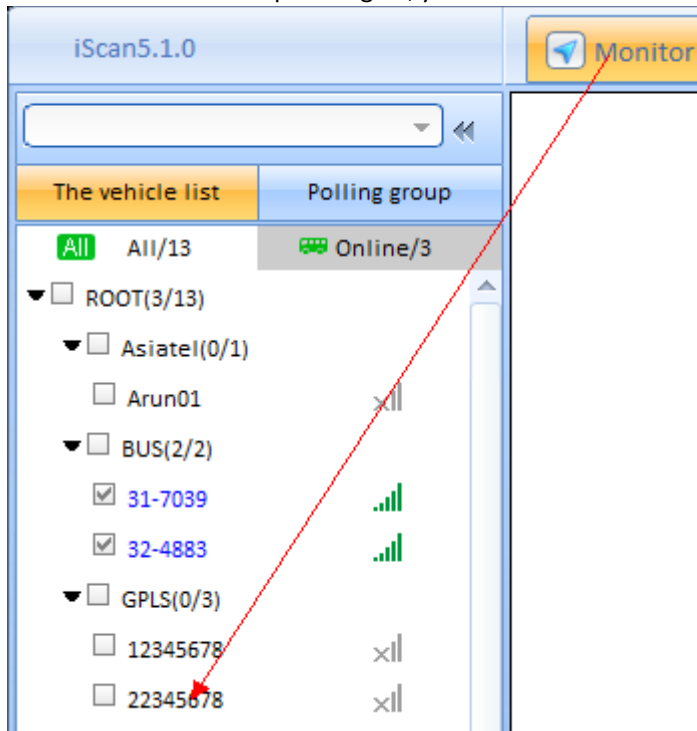 iScan5.1.0
Monitor
The vehicle list
Polling group
All All/13
Online/3
ROOT(3/13)
Asiatel(0/1)
Arun01
BUS(2/2)
31-7039
32-4883
GPLS(0/3)
12345678
22345678